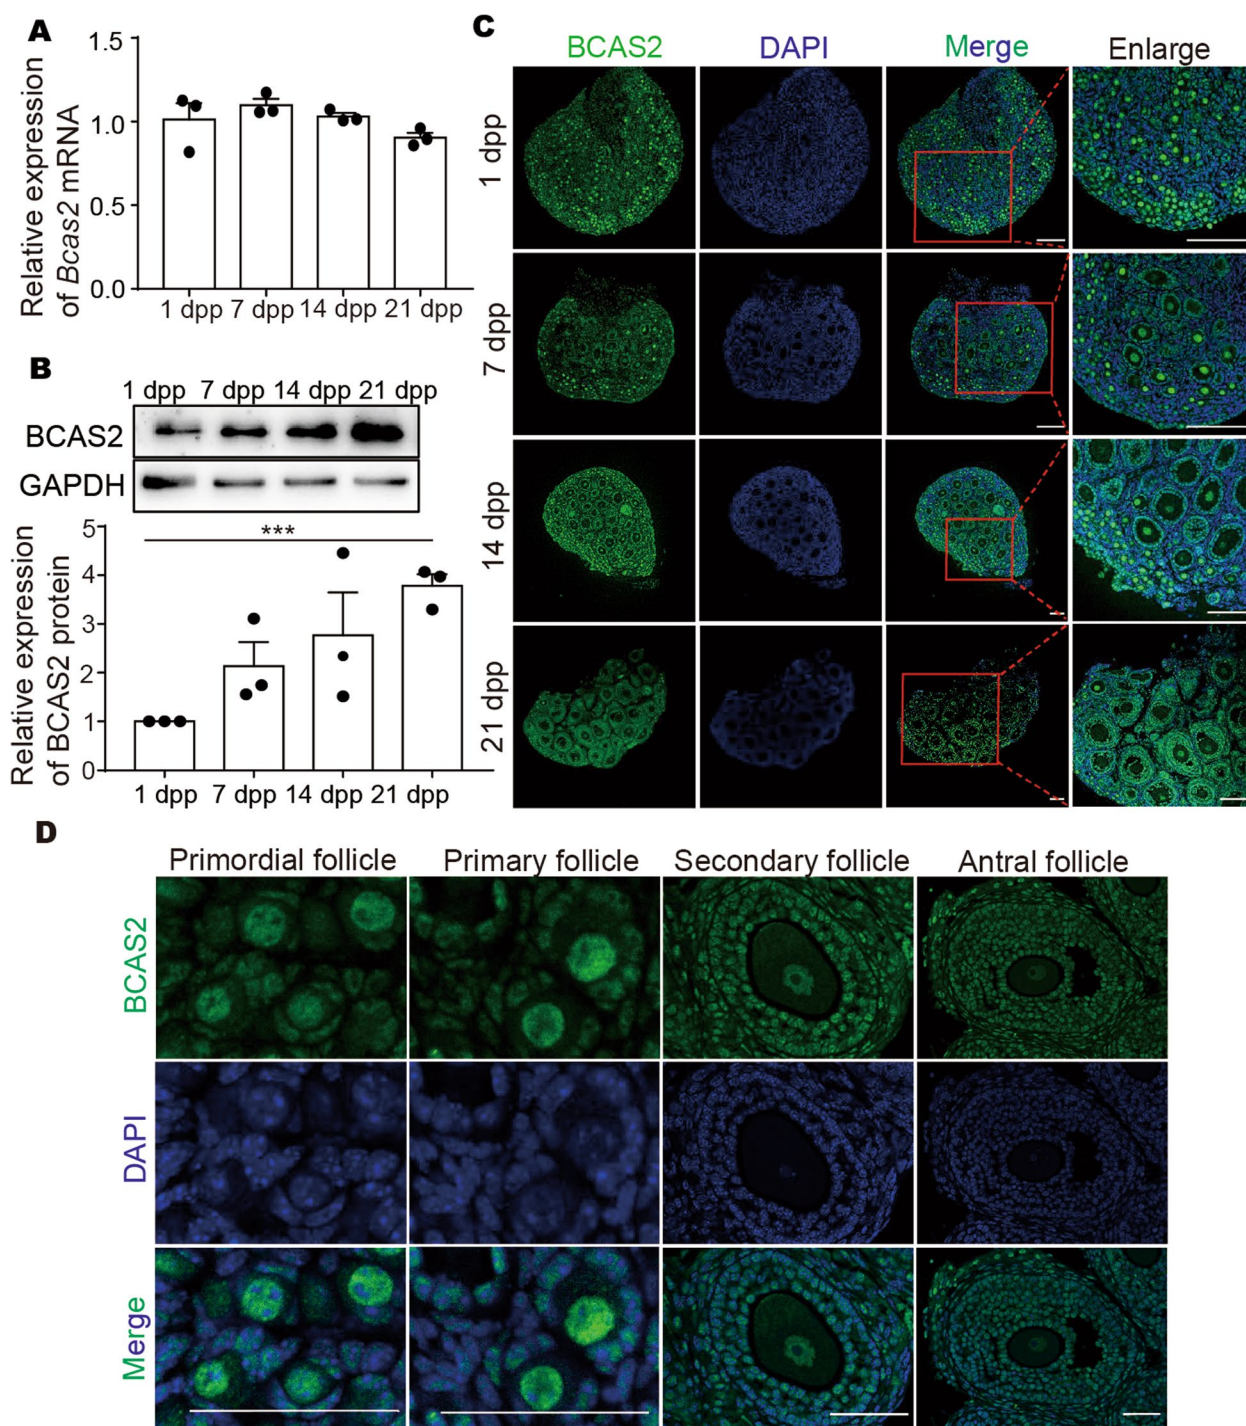 A
Relative expression
of Bcas2 mRNA
1.5
1.0
0.5
0.0
1 dpp 7 dpp 14 dpp 21 dpp
B
1 dpp 7 dpp 14 dpp 21 dpp
BCAS2
GAPDH
Relative expression
of BCAS2 protein
5
4
3
2
1
0
***
1 dpp 7 dpp 14 dpp 21 dpp
C
BCAS2 DAPI Merge Enlarge
1 dpp
7 dpp
14 dpp
21 dpp
D
Primordial follicle Primary follicle Secondary follicle Antral follicle
BCAS2
DAPI
Merge